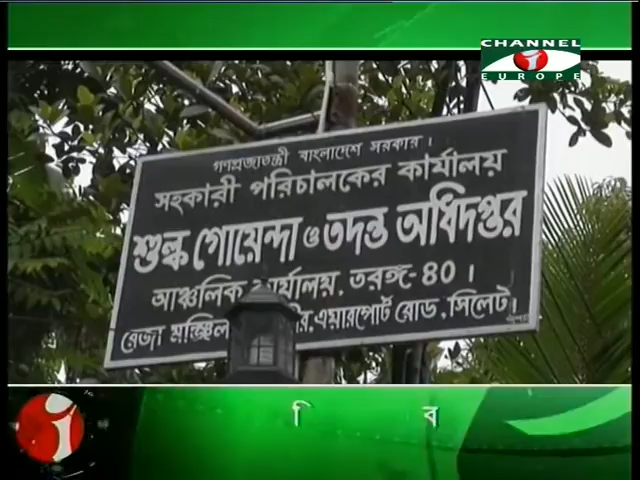 CHANNEL
i
EUROPE
গণপ্রজাতন্ত্রী বাংলাদেশ সরকার।
সহকারী পরিচালকের কার্যালয়
শুল্ক গোয়েন্দা ও তদন্ত অধিদপ্তর
আঞ্চলিক কার্যালয়, তরঙ্গ-৪০।
রেজা মঞ্জিল এয়ারপোর্ট রোড, সিলেট।
i
ি ব